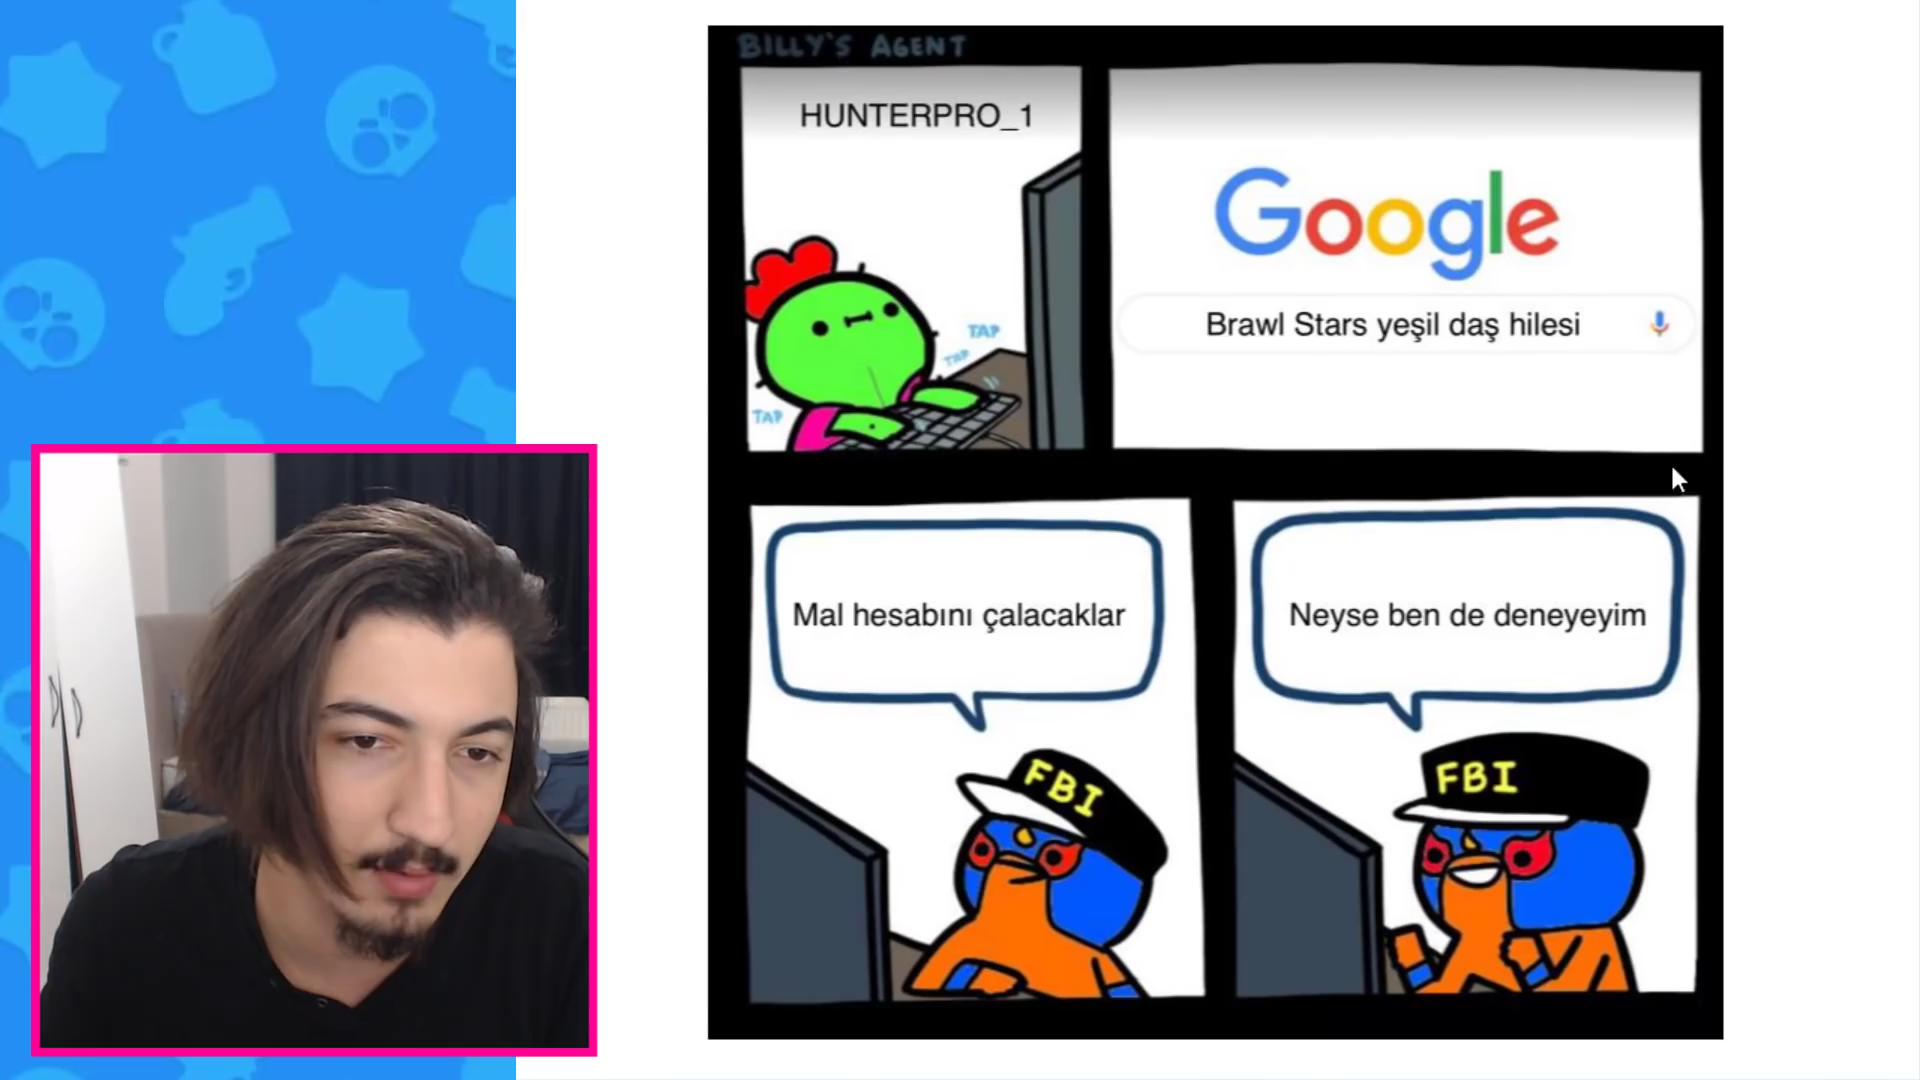 BILLY'S AGENT
HUNTERPRO_1
Google
Brawl Stars yeşil daş hilesi
TAP
TAP
TAP
Mal hesabını çalacaklar
Neyse ben de deneyeyim
FBI
FBI